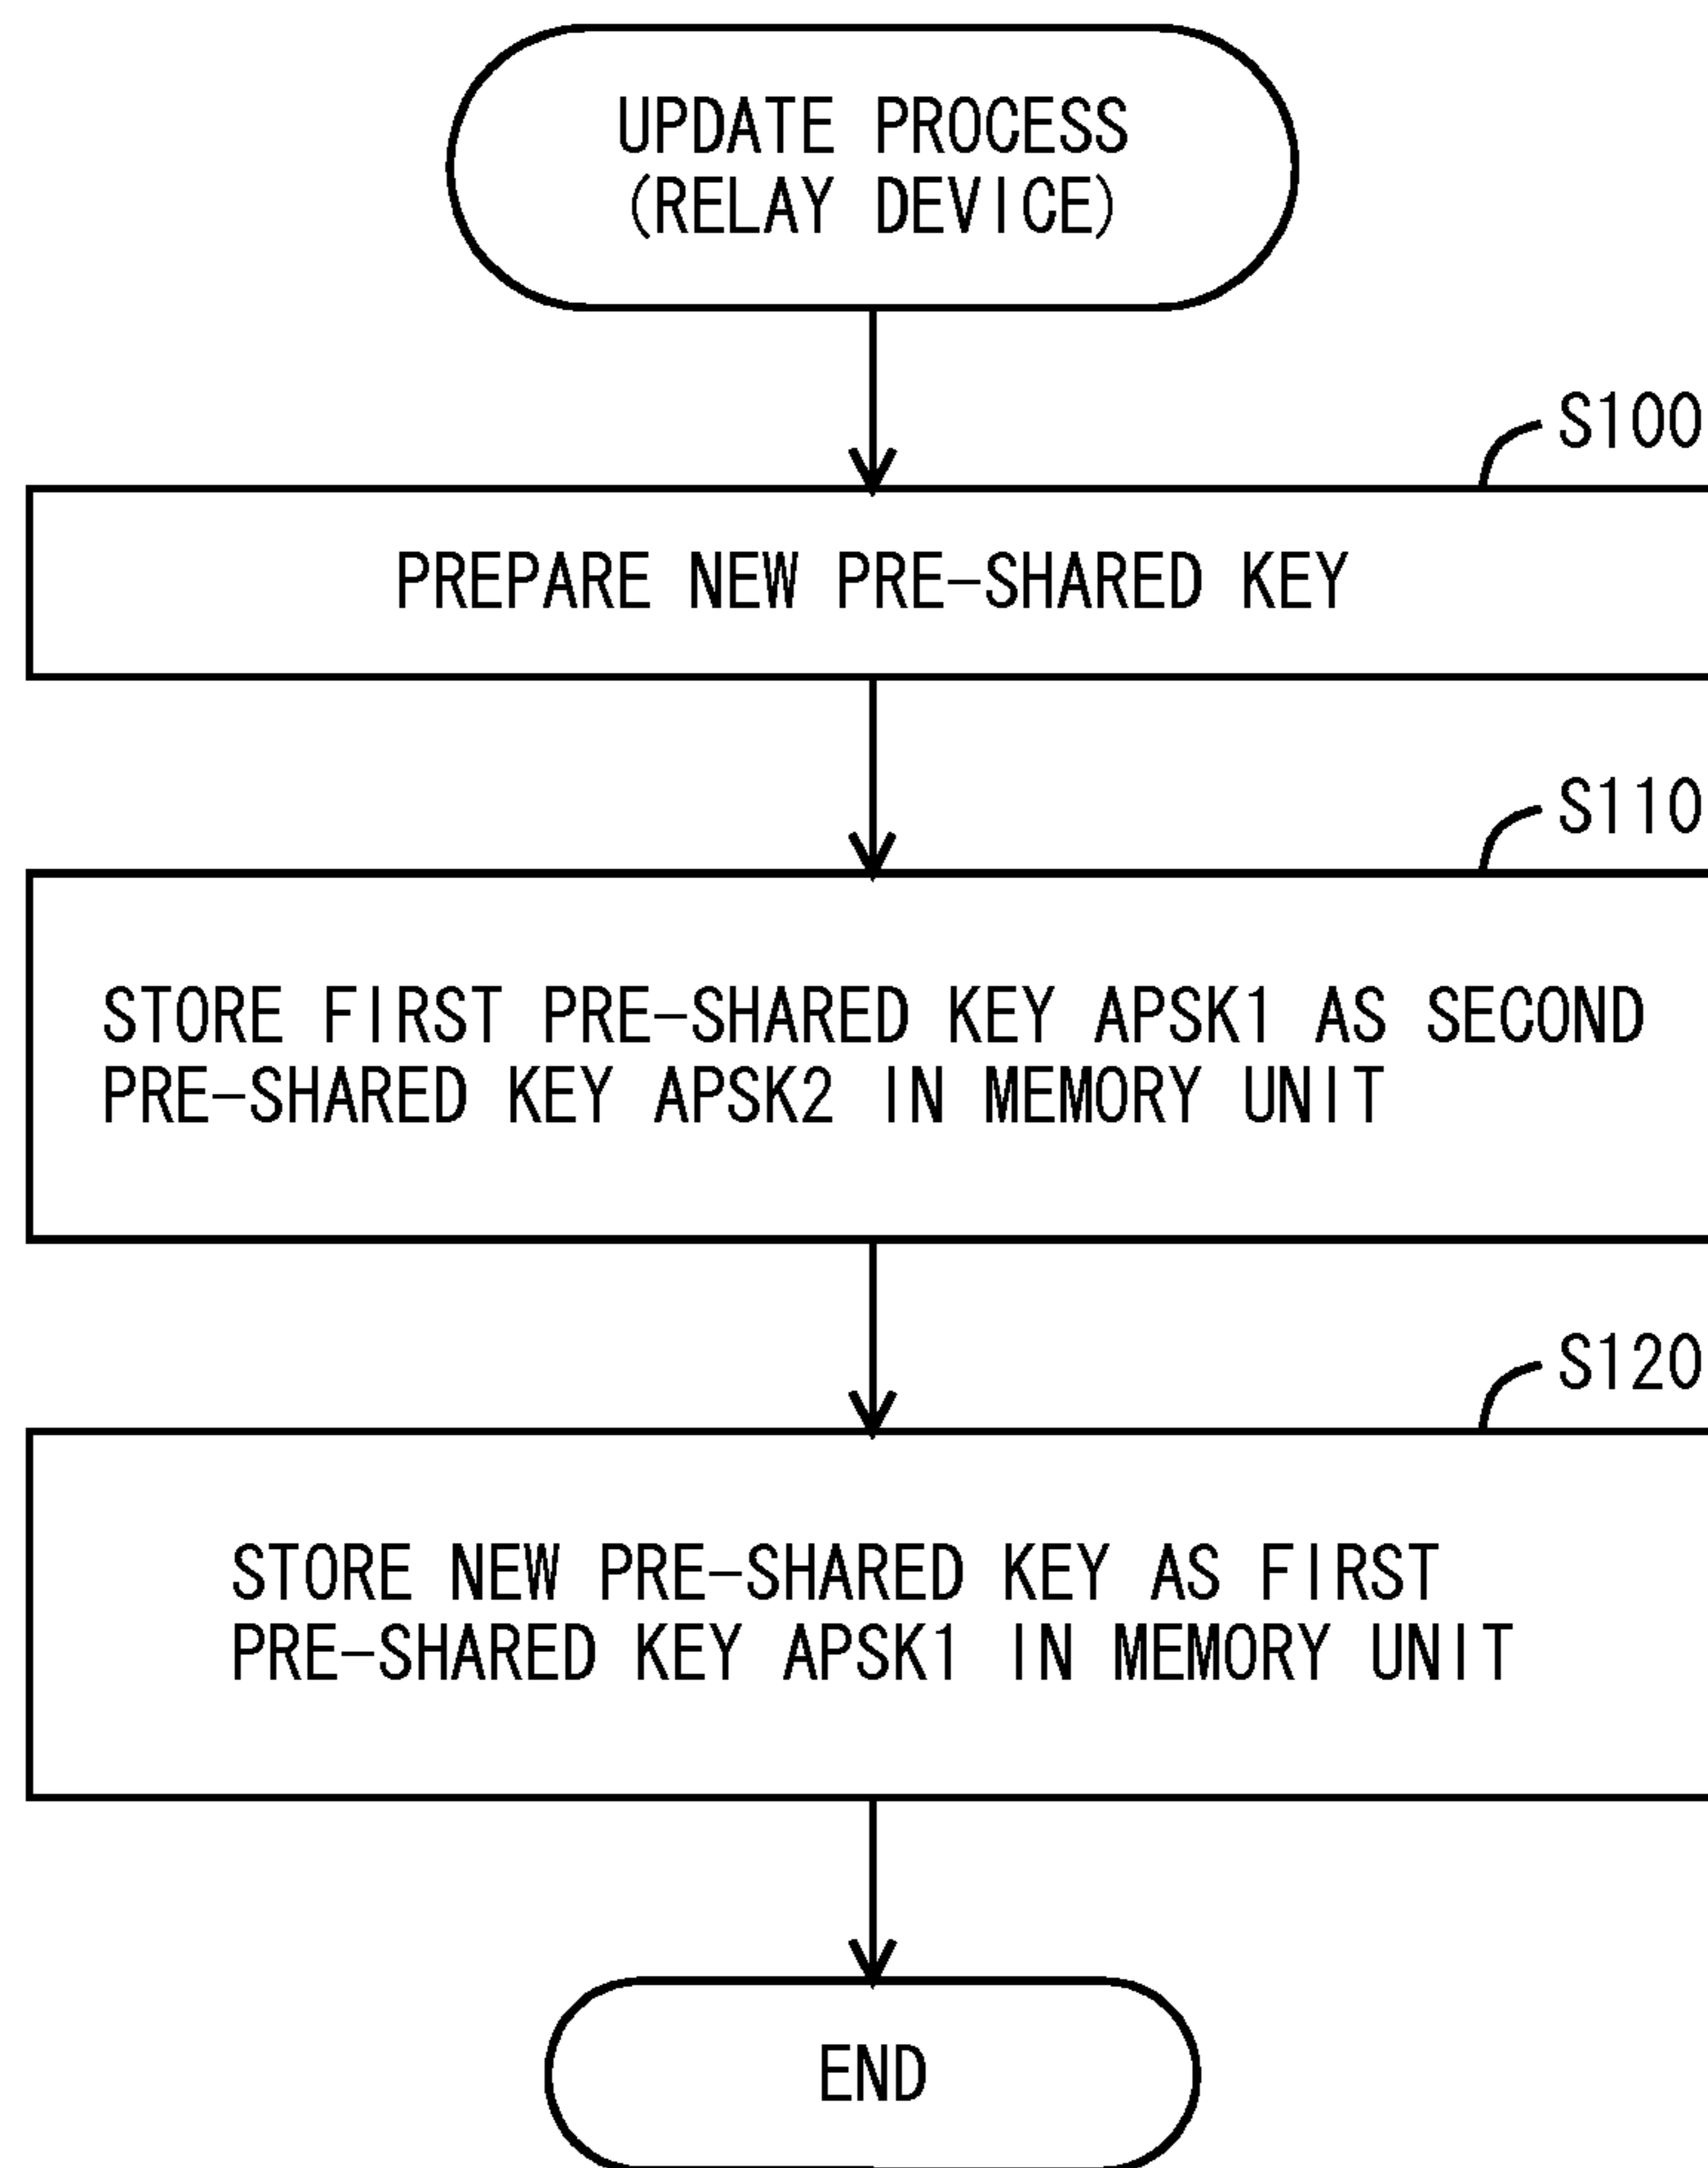 UPDATE PROCESS
(RELAY DEVICE)
S100
PREPARE NEW PRE-SHARED KEY
S110
STORE FIRST PRE-SHARED KEY APSK1 AS SECOND
PRE-SHARED KEY APSK2 IN MEMORY UNIT
S120
STORE NEW PRE-SHARED KEY AS FIRST
PRE-SHARED KEY APSK1 IN MEMORY UNIT
END